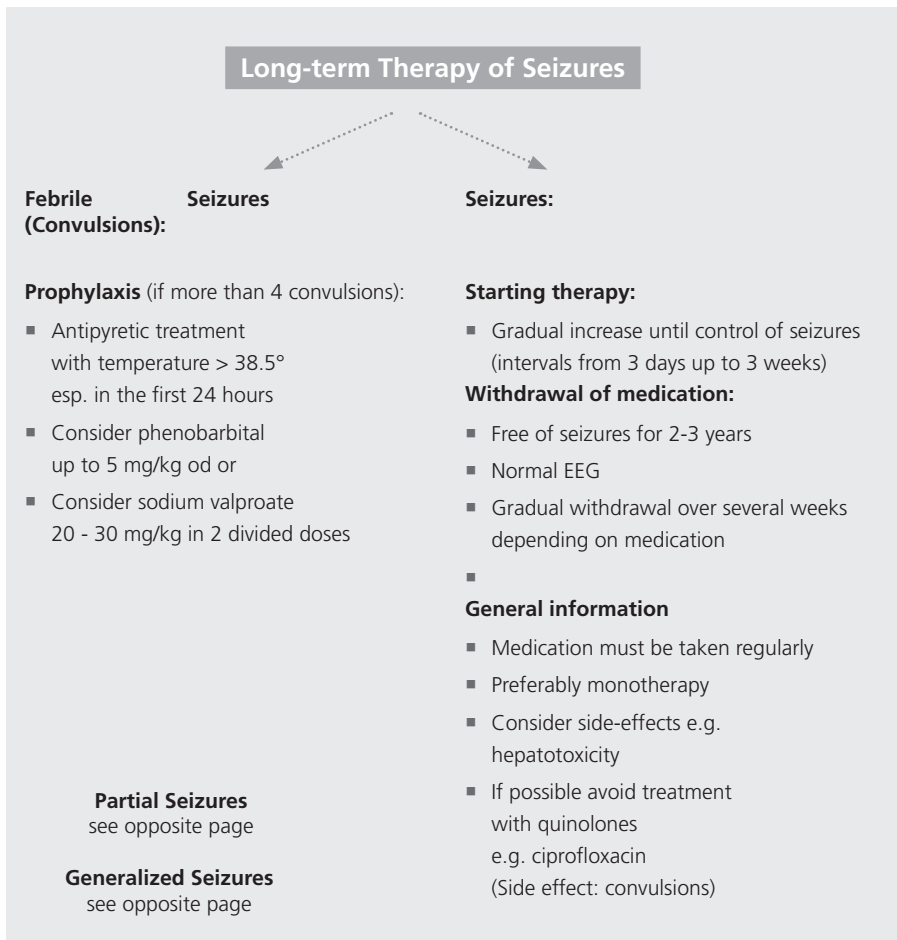 Long-term Therapy of Seizures
Febrile Seizures
(Convulsions):
Prophylaxis (if more than 4 convulsions):
■ Antipyretic treatment
with temperature > 38.5°
esp. in the first 24 hours
■ Consider phenobarbital
up to 5 mg/kg od or
■ Consider sodium valproate
20 - 30 mg/kg in 2 divided doses
Partial Seizures
see opposite page
Generalized Seizures
see opposite page
Seizures:
Starting therapy:
■ Gradual increase until control of seizures
(intervals from 3 days up to 3 weeks)
Withdrawal of medication:
■ Free of seizures for 2-3 years
■ Normal EEG
■ Gradual withdrawal over several weeks
depending on medication
■
General information
■ Medication must be taken regularly
■ Preferably monotherapy
■ Consider side-effects e.g.
hepatotoxicity
■ If possible avoid treatment
with quinolones
e.g. ciprofloxacin
(Side effect: convulsions)